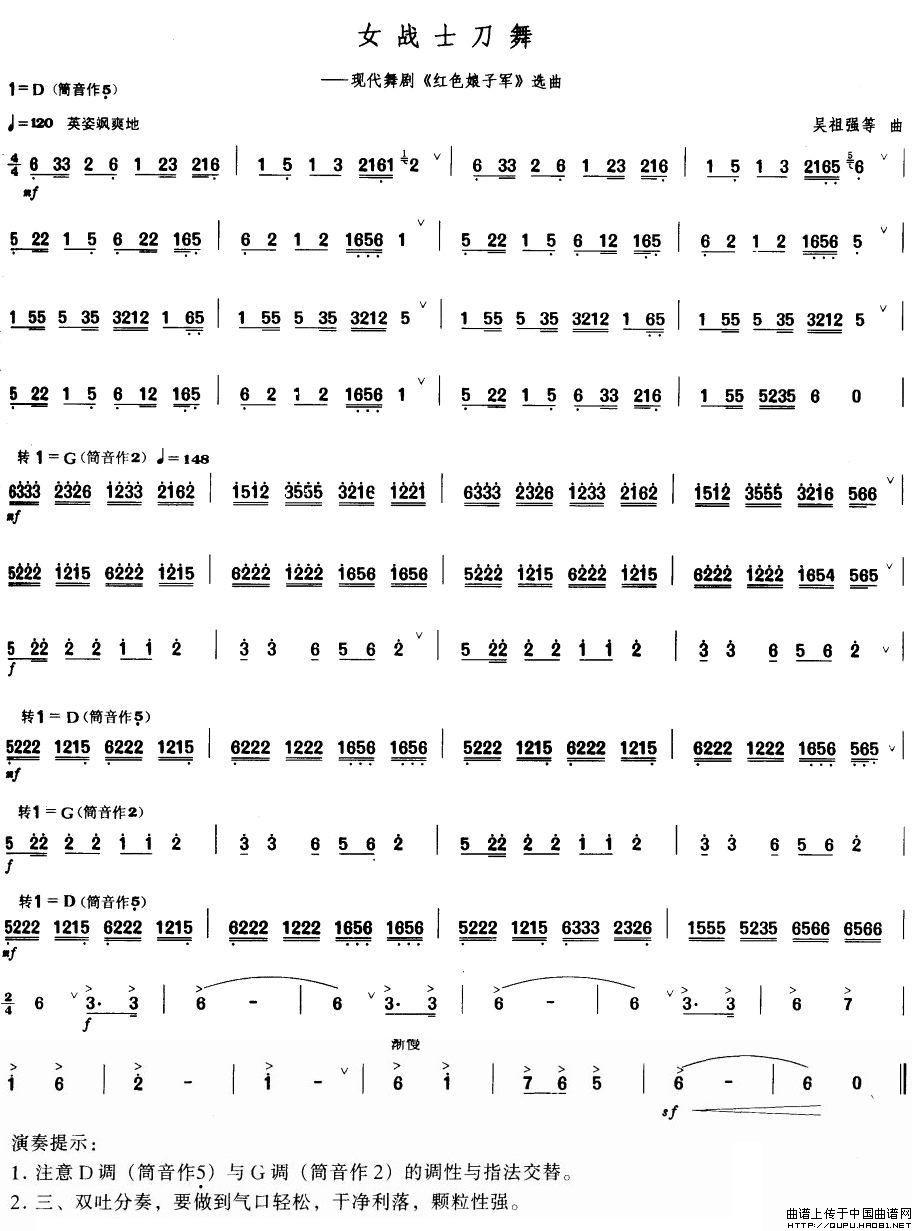 女战士刀舞
——现代舞剧《红色娘子军》选曲
1=D（筒音作5）
♩=120 英姿飒爽地
吴祖强等 曲
4/4 6 33 2 6 1 23 216 | 1 5 1 3 2161 2 ∨ | 6 33 2 6 1 23 216 | 1 5 1 3 2165 6 ∨
mf
5 22 1 5 6 22 165 | 6 2 1 2 1656 1 ∨ | 5 22 1 5 6 12 165 | 6 2 1 2 1656 5 ∨
1 55 5 35 3212 1 65 | 1 55 5 35 3212 5 ∨ | 1 55 5 35 3212 1 65 | 1 55 5 35 3212 5 ∨
5 22 1 5 6 12 165 | 6 2 1 2 1656 1 ∨ | 5 22 1 5 6 33 216 | 1 55 5235 6 0 |
转1=G（筒音作2）♩=148
6333 2326 1233 2162 | 1512 3555 3216 1221 | 6333 2326 1233 2162 | 1512 3555 3216 566 ∨ |
mf
5222 1215 6222 1215 | 6222 1222 1656 1656 | 5222 1215 6222 1215 | 6222 1222 1654 565 ∨ |
5 22 2 2 1 1 2 | 3 3 6 5 6 2 ∨ | 5 22 2 2 1 1 2 | 3 3 6 5 6 2 ∨ |
f
转1=D（筒音作5）
5222 1215 6222 1215 | 6222 1222 1656 1656 | 5222 1215 6222 1215 | 6222 1222 1656 565 ∨ |
mf
转1=G（筒音作2）
5 22 2 2 1 1 2 | 3 3 6 5 6 2 | 5 22 2 2 1 1 2 | 3 3 6 5 6 2 |
f
转1=D（筒音作5）
5222 1215 6222 1215 | 6222 1222 1656 1656 | 5222 1215 6333 2326 | 1555 5235 6566 6566 |
mf
2/4 6 ∨ 3· 3 | 6 - | 6 ∨ 3· 3 | 6 - | 6 ∨ 3· 3 | 6 7 |
f
渐慢
1 6 | 2 - | 1 - ∨ | 6 1 | 7 6 5 | 6 - | 6 0 ‖
sf
演奏提示：
1. 注意D调（筒音作5）与G调（筒音作2）的调性与指法交替。
2. 三、双吐分奏，要做到气口轻松，干净利落，颗粒性强。
曲谱上传于中国曲谱网
HTTP://QUPU.HAO81.NET